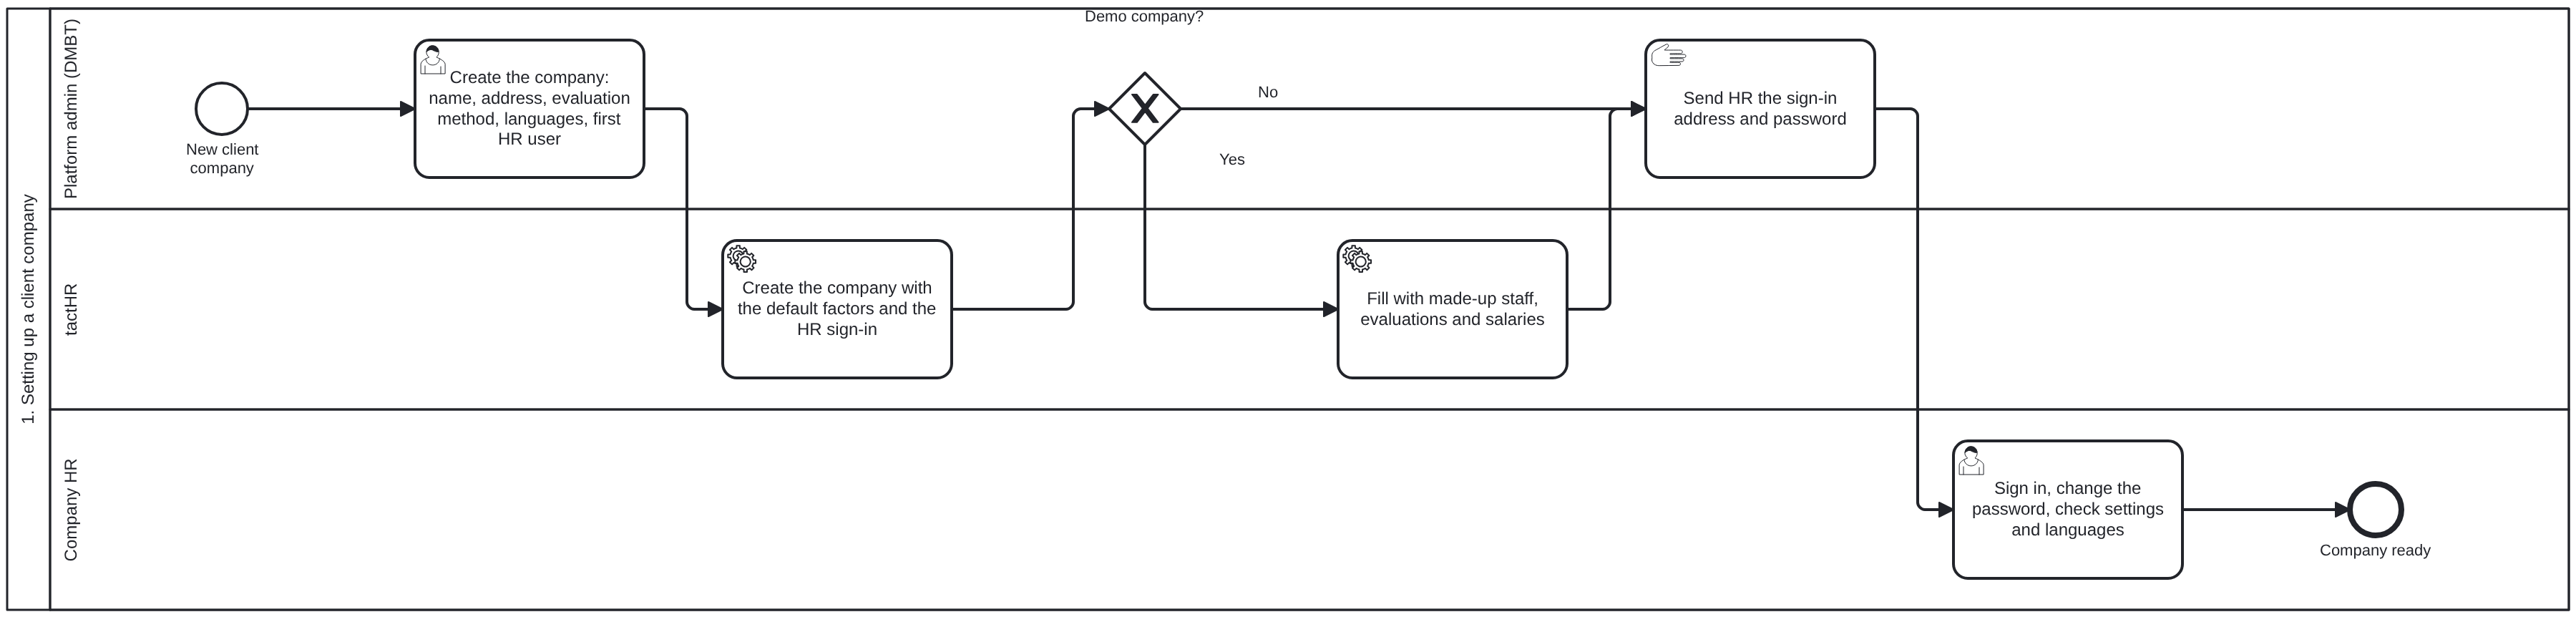 1. Setting up a client company
Platform admin (DMBT)
New client
company
Create the company:
name, address, evaluation
method, languages, first
HR user
Demo company?
No
Yes
Send HR the sign-in
address and password
tactHR
Create the company with
the default factors and the
HR sign-in
Fill with made-up staff,
evaluations and salaries
Company HR
Sign in, change the
password, check settings
and languages
Company ready